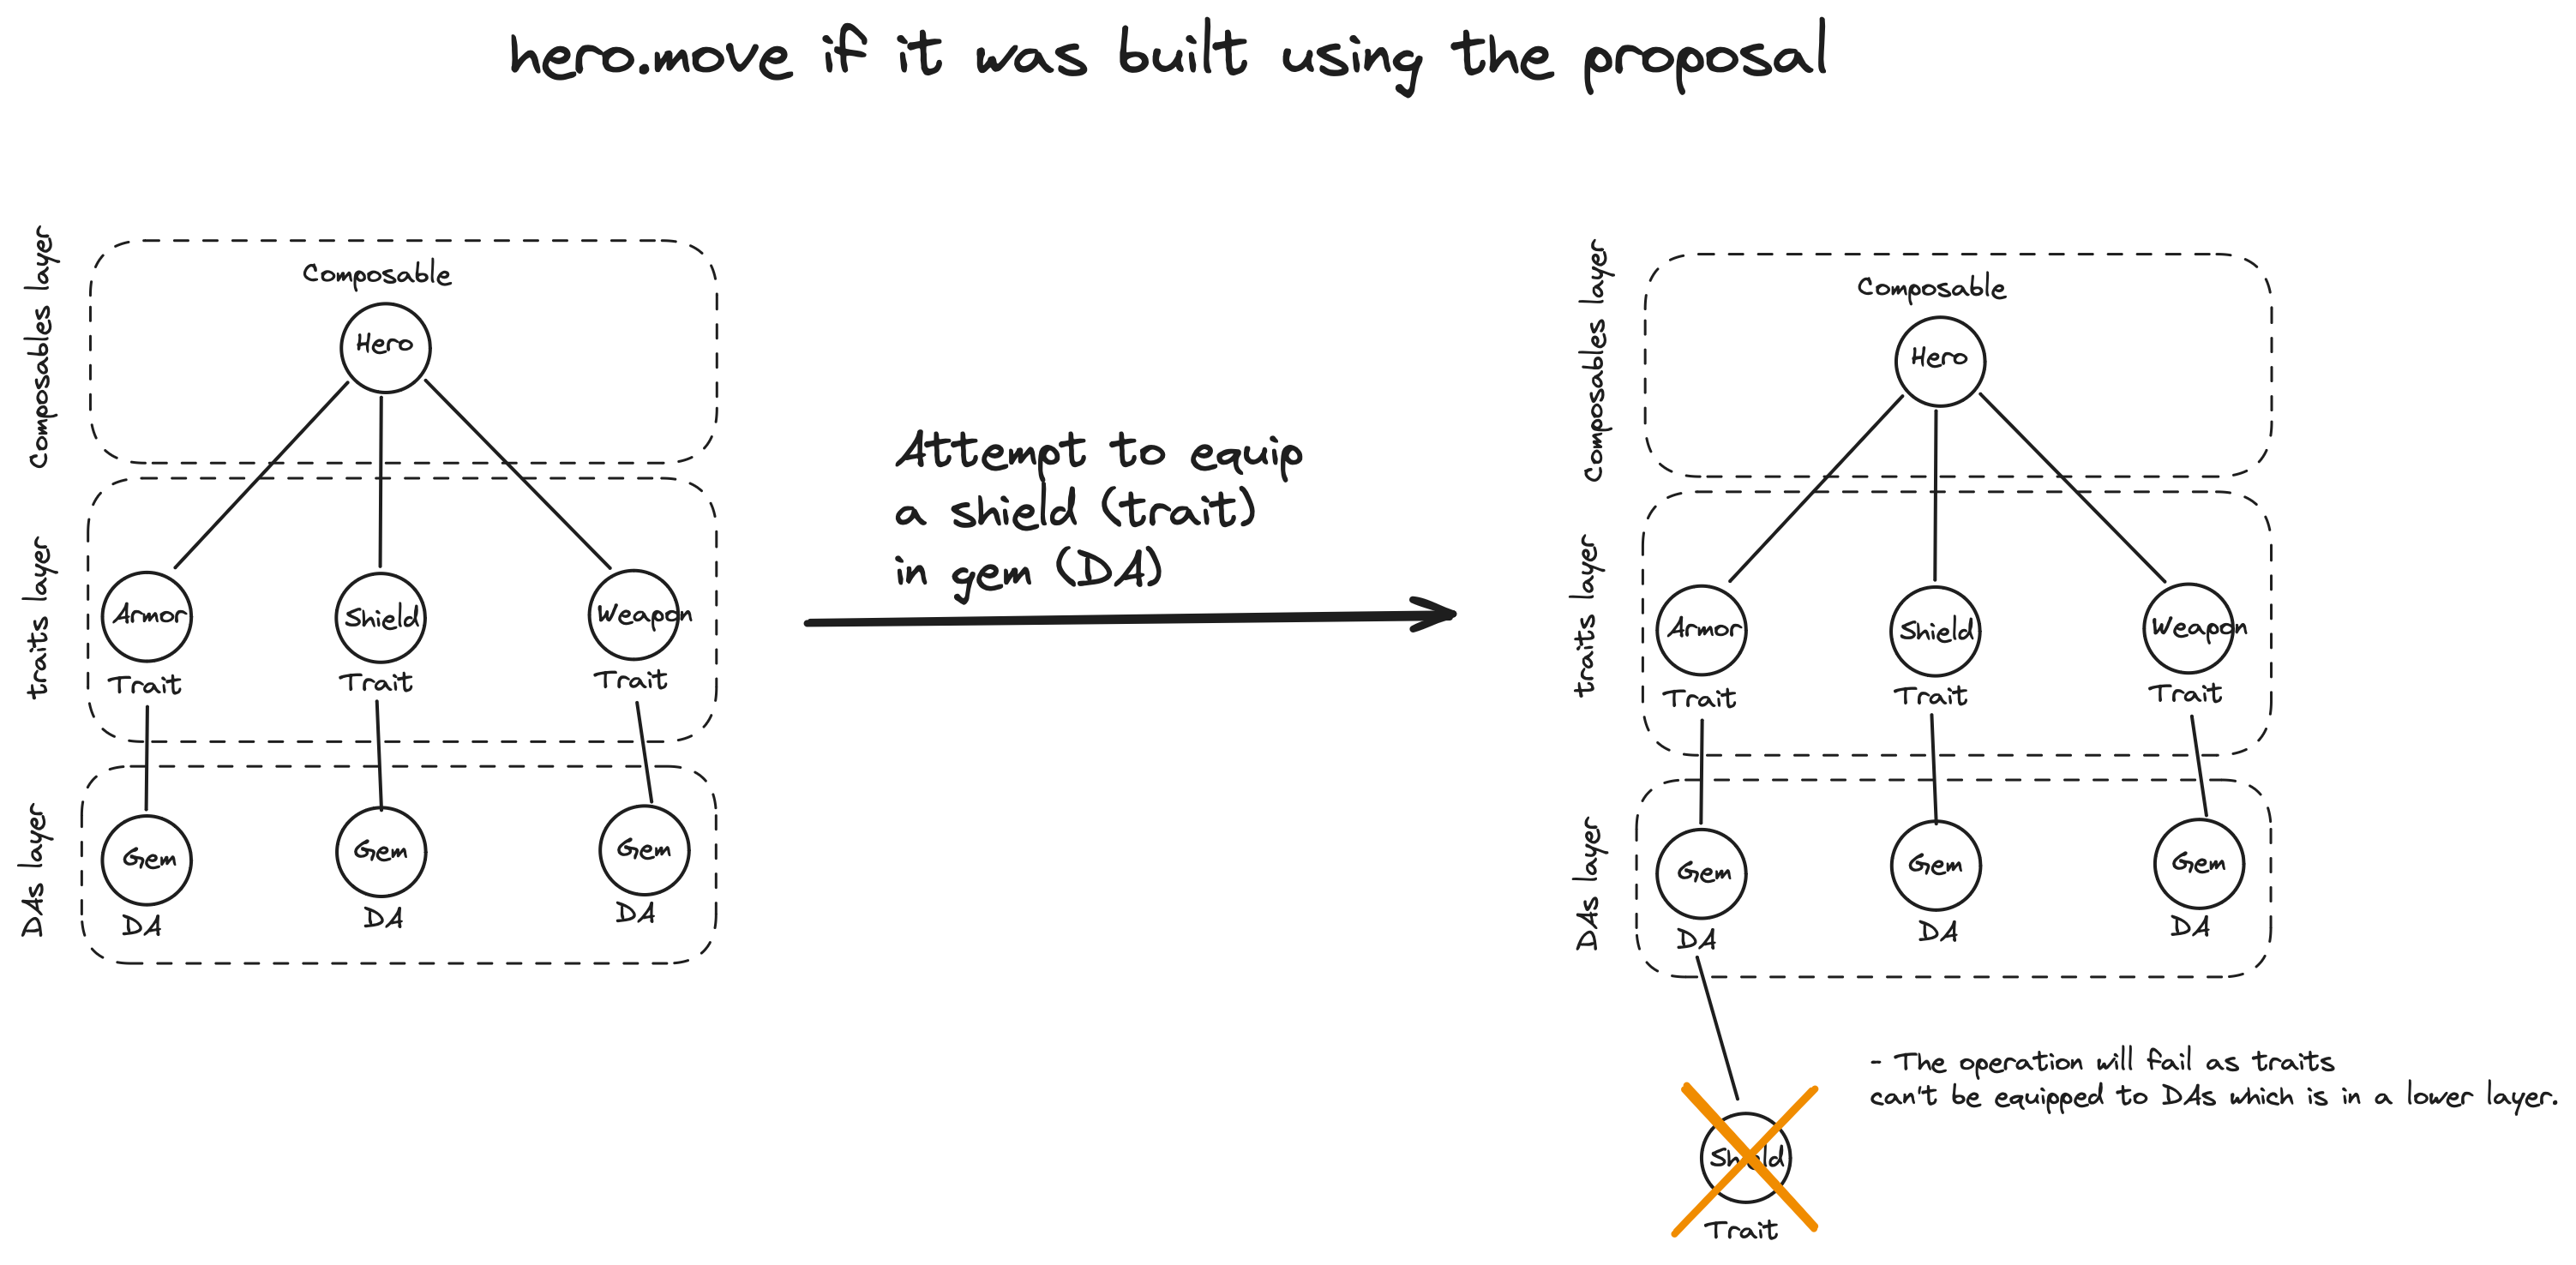 hero.move if it was built using the proposal
Composables layer
Composable
Hero
traits layer
Armor
Shield
Weapon
Trait
Trait
Trait
DAs layer
Gem
Gem
Gem
DA
DA
DA
Attempt to equip
a shield (trait)
in gem (DA)
Composables layer
Composable
Hero
traits layer
Armor
Shield
Weapon
Trait
Trait
Trait
DAs layer
Gem
Gem
Gem
DA
DA
DA
- The operation will fail as traits
can't be equipped to DAs which is in a lower layer.
Shield
Trait